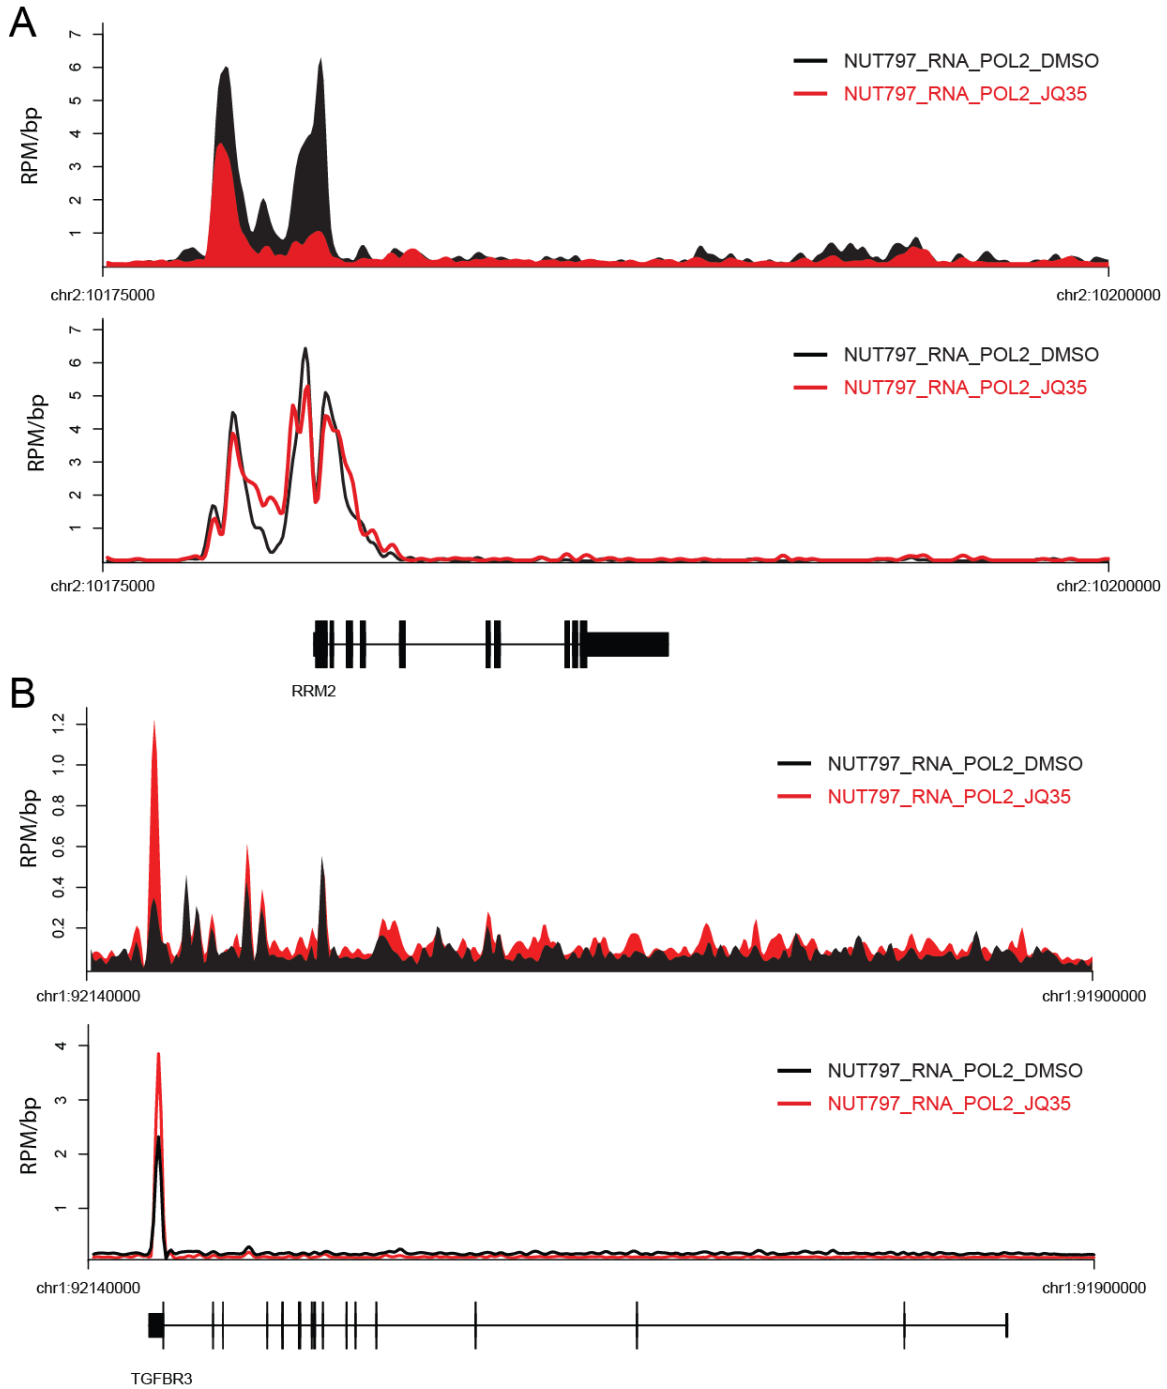 A
7
6
5
4
3
2
1
RPM/bp
NUT797_RNA_POL2_DMSO
NUT797_RNA_POL2_JQ35
chr2:10175000
chr2:10200000
7
6
5
4
3
2
1
RPM/bp
NUT797_RNA_POL2_DMSO
NUT797_RNA_POL2_JQ35
chr2:10175000
chr2:10200000
RRM2
B
1.2
1.0
0.8
0.6
0.4
0.2
RPM/bp
NUT797_RNA_POL2_DMSO
NUT797_RNA_POL2_JQ35
chr1:92140000
chr1:91900000
4
3
2
1
RPM/bp
NUT797_RNA_POL2_DMSO
NUT797_RNA_POL2_JQ35
chr1:92140000
chr1:91900000
TGFBR3